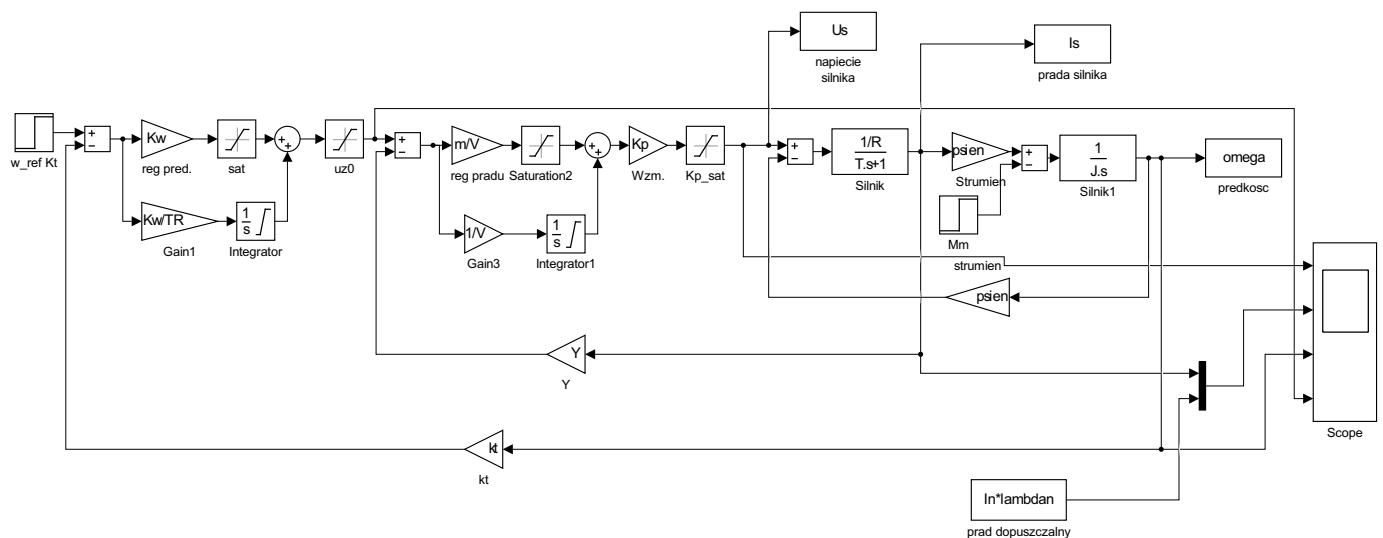 Us
napiecie
silnika
Is
prada silnika
w_ref Kt
+
−
Kw
reg pred.
sat
+
+
uz0
+
−
m/V
reg pradu
Saturation2
+
+
Kp
Wzm.
Kp_sat
+
−
1/R
T.s+1
Silnik
psien
Strumien
+
−
1
J.s
Silnik1
omega
predkosc
Kw/TR
Gain1
1
s
Integrator
1/V
Gain3
1
s
Integrator1
Mm
strumien
psien
Y
Y
kt
kt
Scope
In*lambdan
prad dopuszczalny